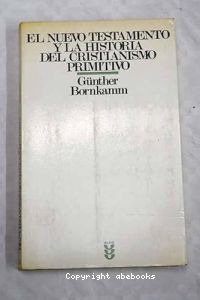 EL NUEVO TESTAMENTO
Y LA HISTORIA
DEL CRISTIANISMO
PRIMITIVO
Günther
Bornkamm
Copyright abebooks